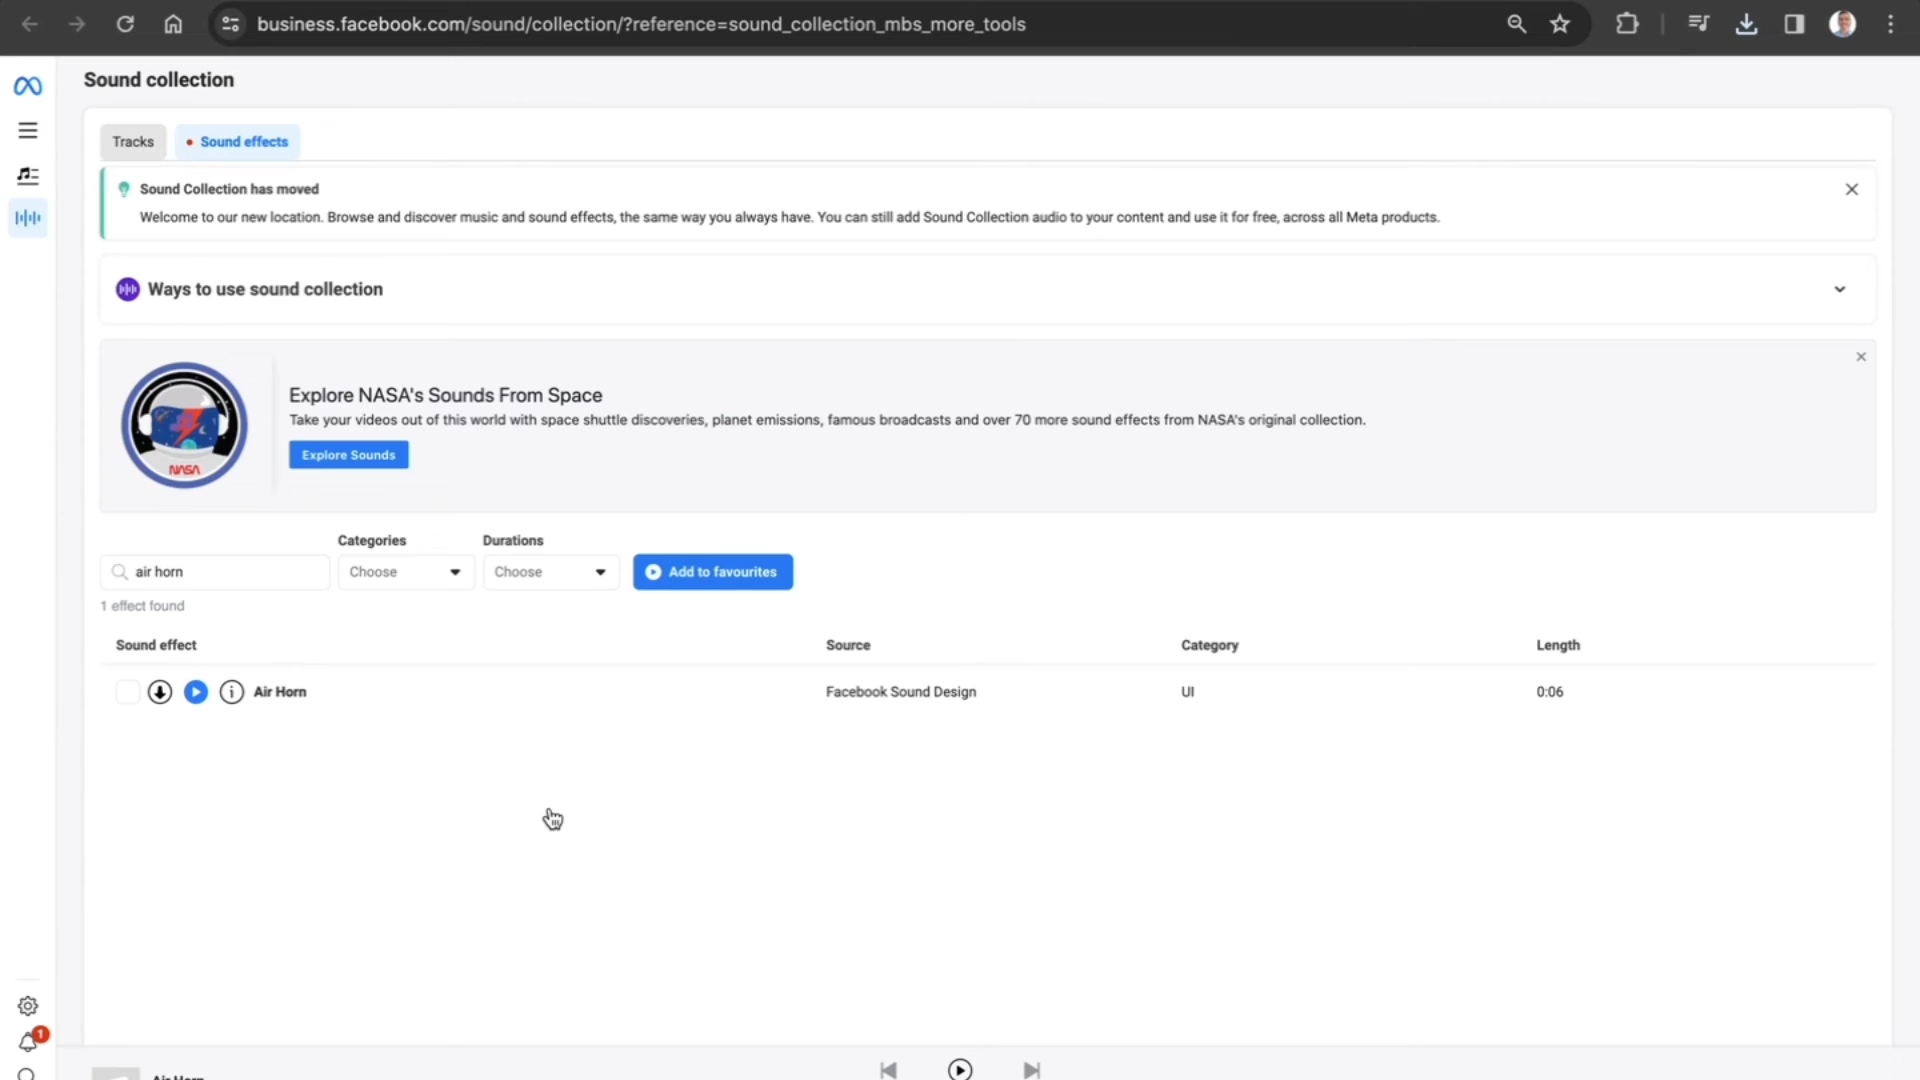 business.facebook.com/sound/collection/?reference=sound_collection_mbs_more_tools
Sound collection
Tracks
Sound effects
Sound Collection has moved
Welcome to our new location. Browse and discover music and sound effects, the same way you always have. You can still add Sound Collection audio to your content and use it for free, across all Meta products.
Ways to use sound collection
NASA
Explore NASA's Sounds From Space
Take your videos out of this world with space shuttle discoveries, planet emissions, famous broadcasts and over 70 more sound effects from NASA's original collection.
Explore Sounds
Categories
Durations
air horn
Choose
Choose
Add to favourites
1 effect found
Sound effect
Source
Category
Length
Air Horn
Facebook Sound Design
UI
0:06
1
Air Horn